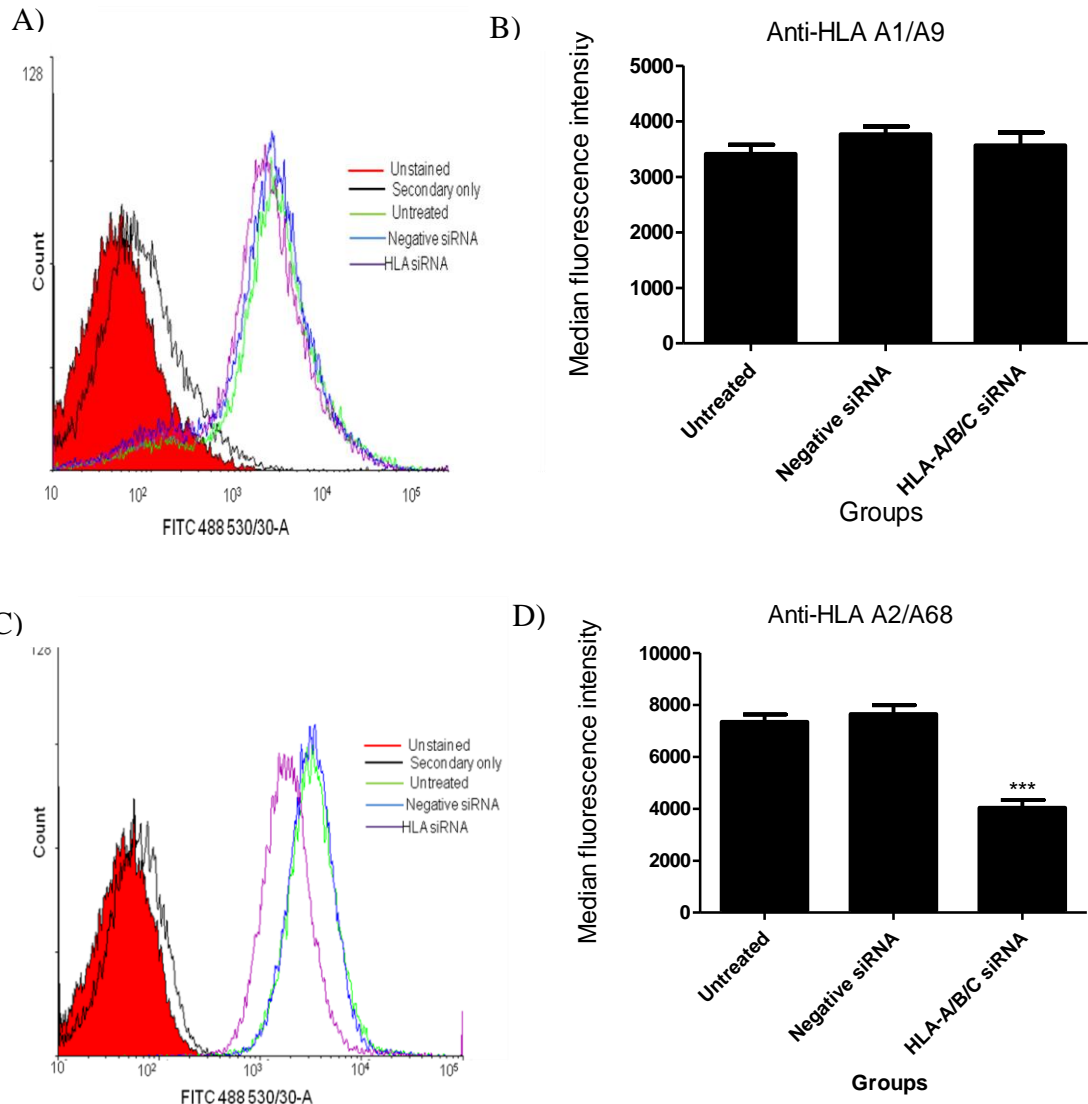 A)
128
Count
Unstained
Secondary only
Untreated
Negative siRNA
HLA siRNA
10 10² 10³ 10⁴ 10⁵
FITC 488 530/30-A
B)
Anti-HLA A1/A9
Median fluorescence intensity
5000
4000
3000
2000
1000
0
Untreated
Negative siRNA
HLA-A/B/C siRNA
Groups
C)
128
Count
Unstained
Secondary only
Untreated
Negative siRNA
HLA siRNA
10 10² 10³ 10⁴ 10⁵
FITC 488 530/30-A
D)
Anti-HLA A2/A68
Median fluorescence intensity
10000
8000
6000
4000
2000
0
***
Untreated
Negative siRNA
HLA-A/B/C siRNA
Groups